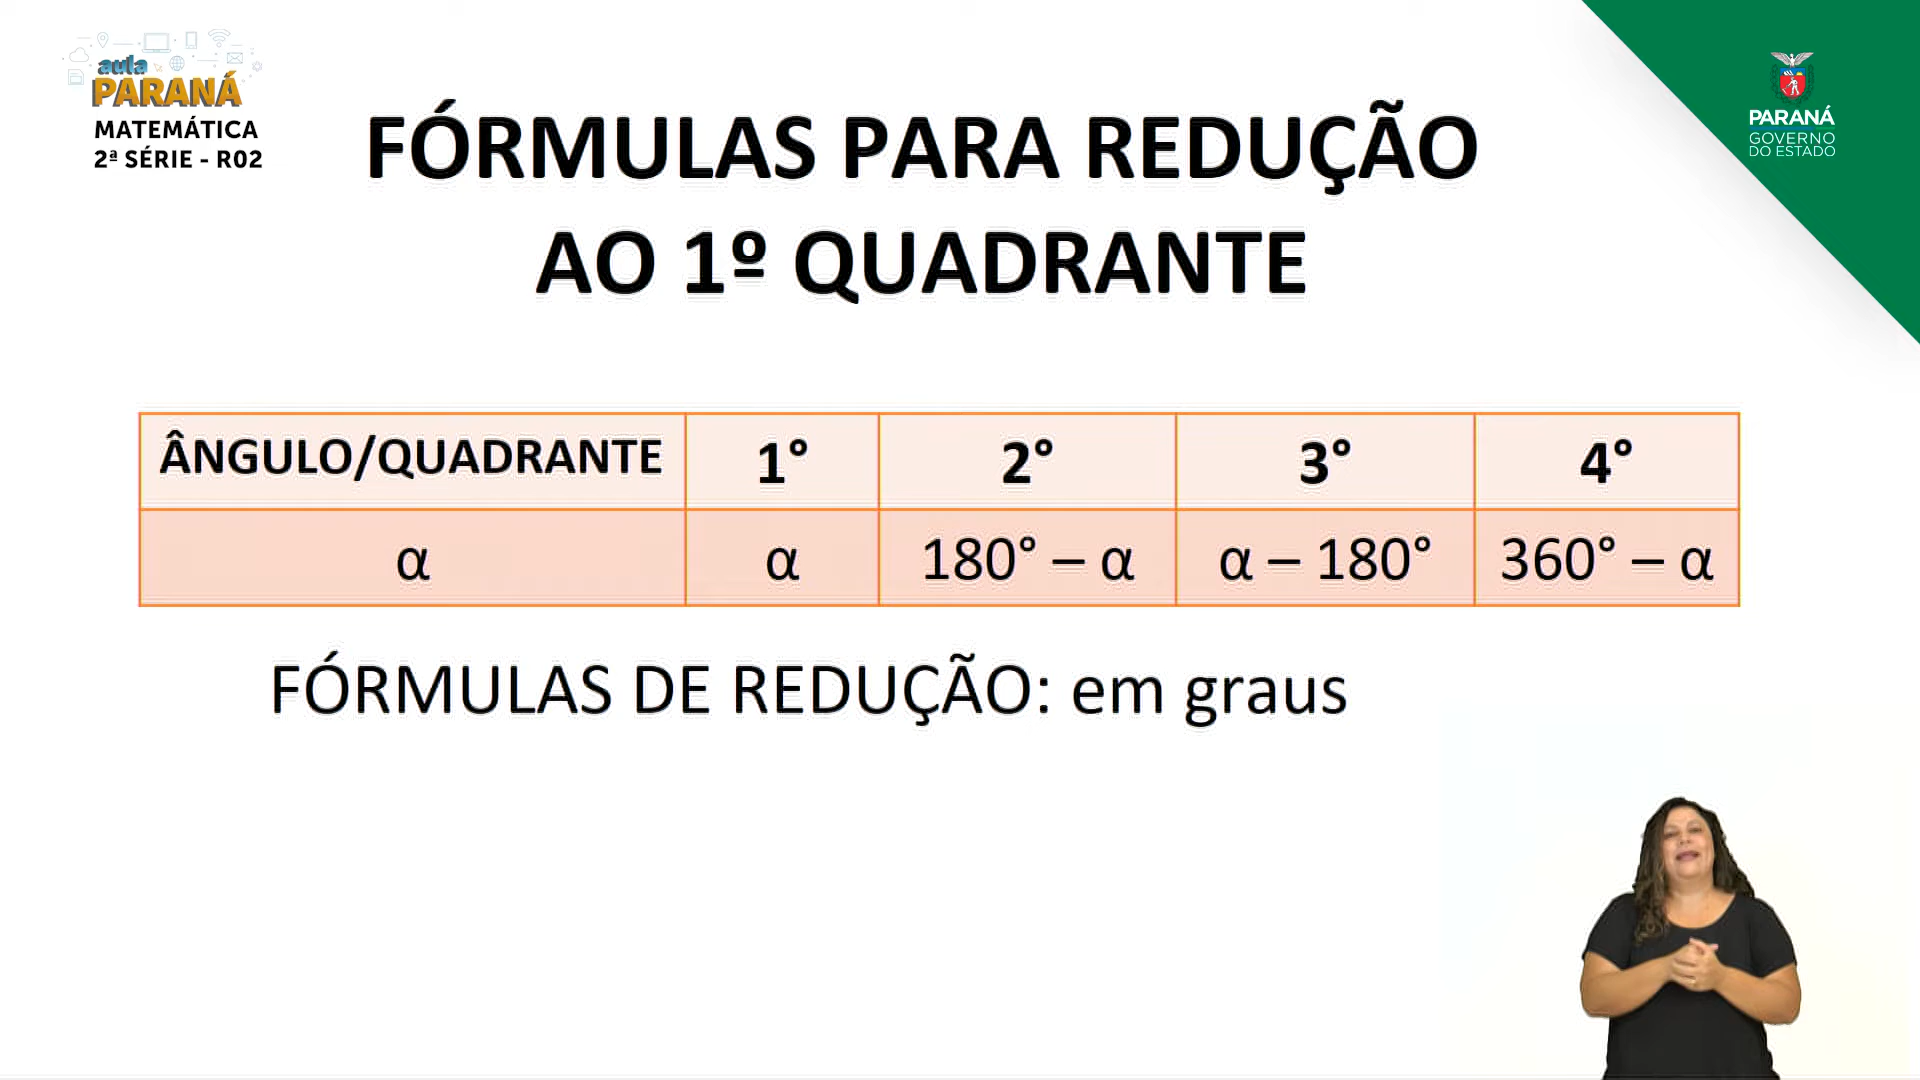 aula
PARANÁ
MATEMÁTICA
2ª SÉRIE - R02
PARANÁ
GOVERNO
DO ESTADO
FÓRMULAS PARA REDUÇÃO
AO 1º QUADRANTE
ÂNGULO/QUADRANTE 1° 2° 3° 4°
α α 180° – α α – 180° 360° – α
FÓRMULAS DE REDUÇÃO: em graus